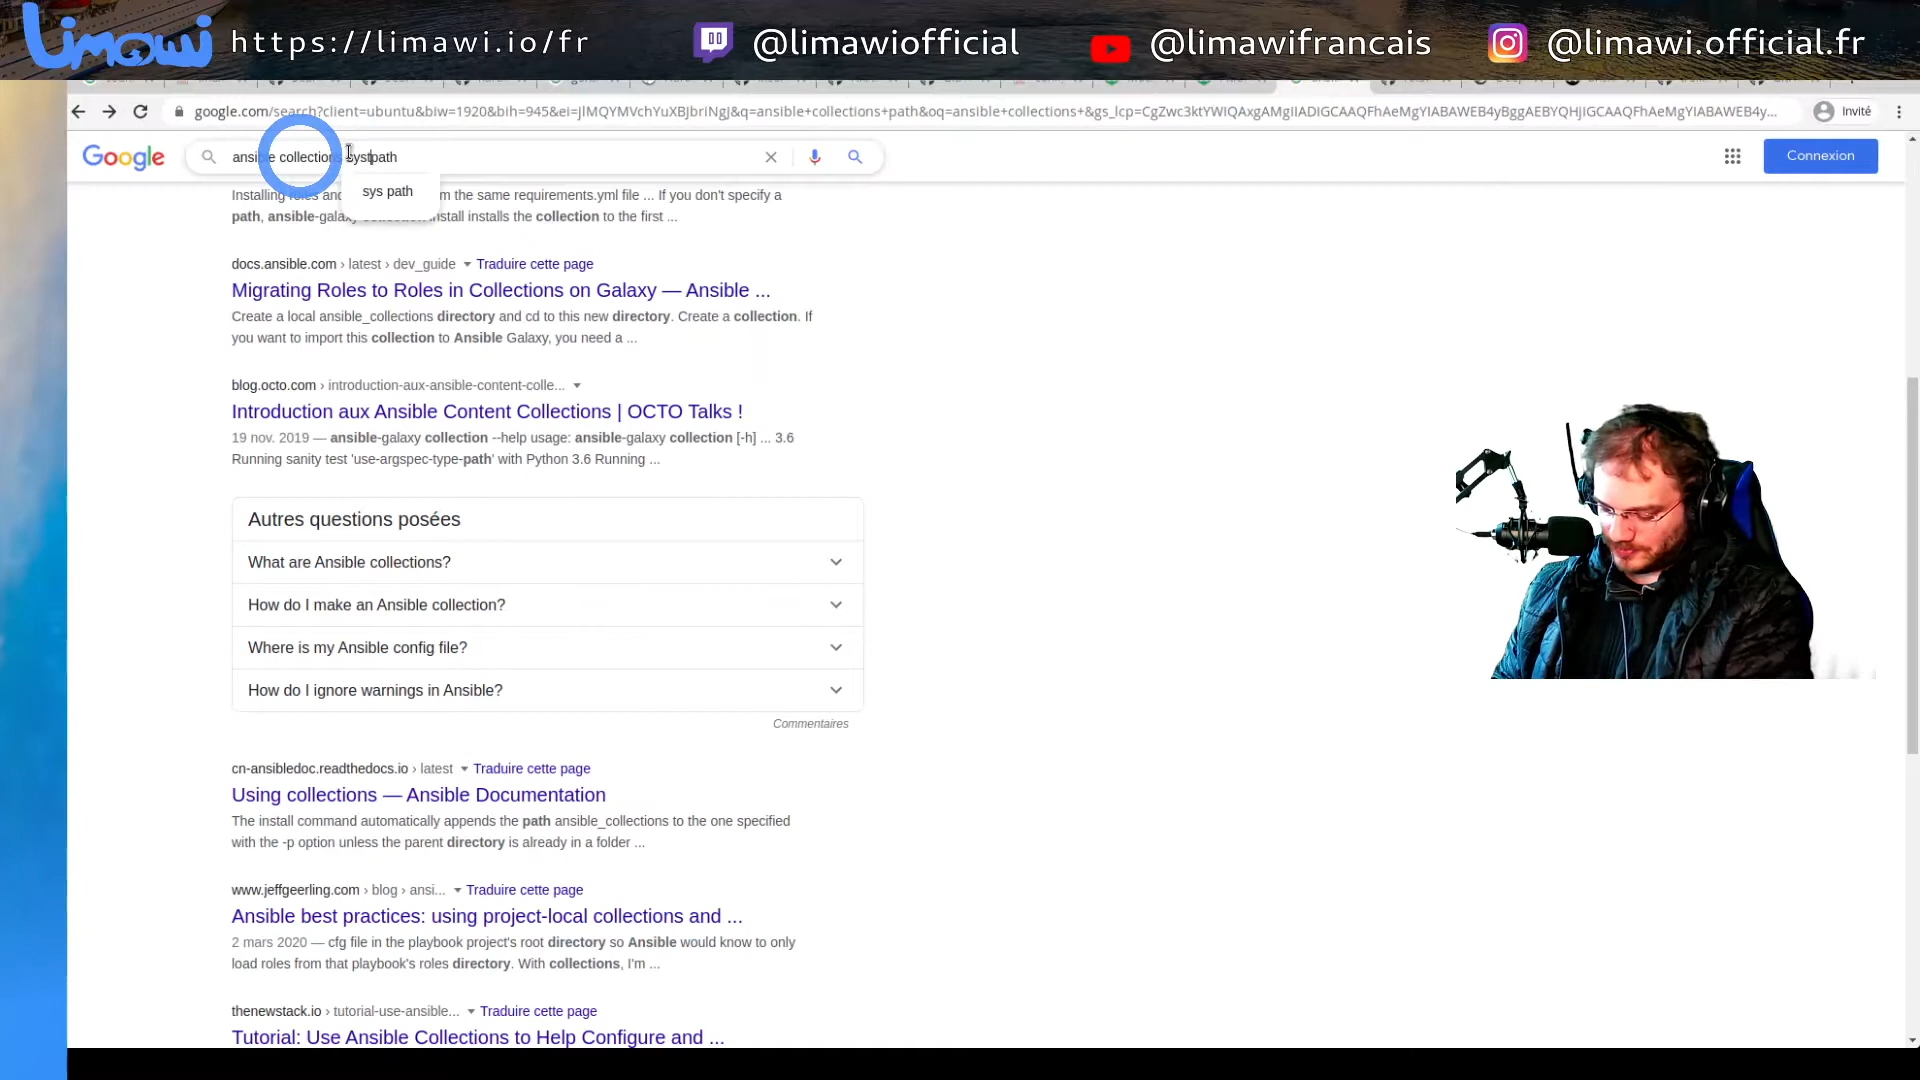 Limawi https://limawi.io/fr @limawiofficial @limawifrancais @limawi.official.fr
google.com/search?client=ubuntu&biw=1920&bih=945&ei=JlMQYMVchYuXBJbriNgJ&q=ansible+collections+path&oq=ansible+collections+&gs_lcp=CgZwc3ktYWIQAxgAMgIIADIGCAAQFhAeMgYIABAWEB4yBggAEBYQHjIGCAAQFhAeMgYIABAWEB4y... Invité
Google ansible collections systpath Connexion
sys path
Installing roles and m the same requirements.yml file ... If you don't specify a
path, ansible-galaxy collection install installs the collection to the first ...
docs.ansible.com › latest › dev_guide Traduire cette page
Migrating Roles to Roles in Collections on Galaxy — Ansible ...
Create a local ansible_collections directory and cd to this new directory. Create a collection. If
you want to import this collection to Ansible Galaxy, you need a ...
blog.octo.com › introduction-aux-ansible-content-colle...
Introduction aux Ansible Content Collections | OCTO Talks !
19 nov. 2019 — ansible-galaxy collection --help usage: ansible-galaxy collection [-h] ... 3.6
Running sanity test 'use-argspec-type-path' with Python 3.6 Running ...
Autres questions posées
What are Ansible collections?
How do I make an Ansible collection?
Where is my Ansible config file?
How do I ignore warnings in Ansible?
Commentaires
cn-ansibledoc.readthedocs.io › latest Traduire cette page
Using collections — Ansible Documentation
The install command automatically appends the path ansible_collections to the one specified
with the -p option unless the parent directory is already in a folder ...
www.jeffgeerling.com › blog › ansi... Traduire cette page
Ansible best practices: using project-local collections and ...
2 mars 2020 — cfg file in the playbook project's root directory so Ansible would know to only
load roles from that playbook's roles directory. With collections, I'm ...
thenewstack.io › tutorial-use-ansible... Traduire cette page
Tutorial: Use Ansible Collections to Help Configure and ...